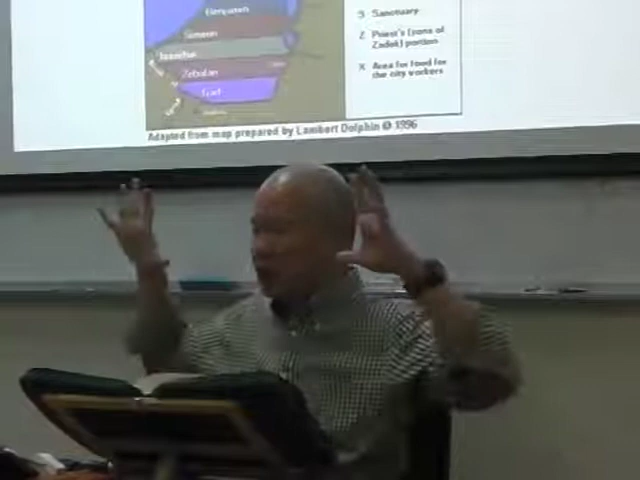 Benjamin
Simeon
Issachar
Zebulun
Gad
S Sanctuary
Z Priest's (sons of
Zadok) portion
X Area for food for
the city workers
Adapted from map prepared by Lambert Dolphin © 1996